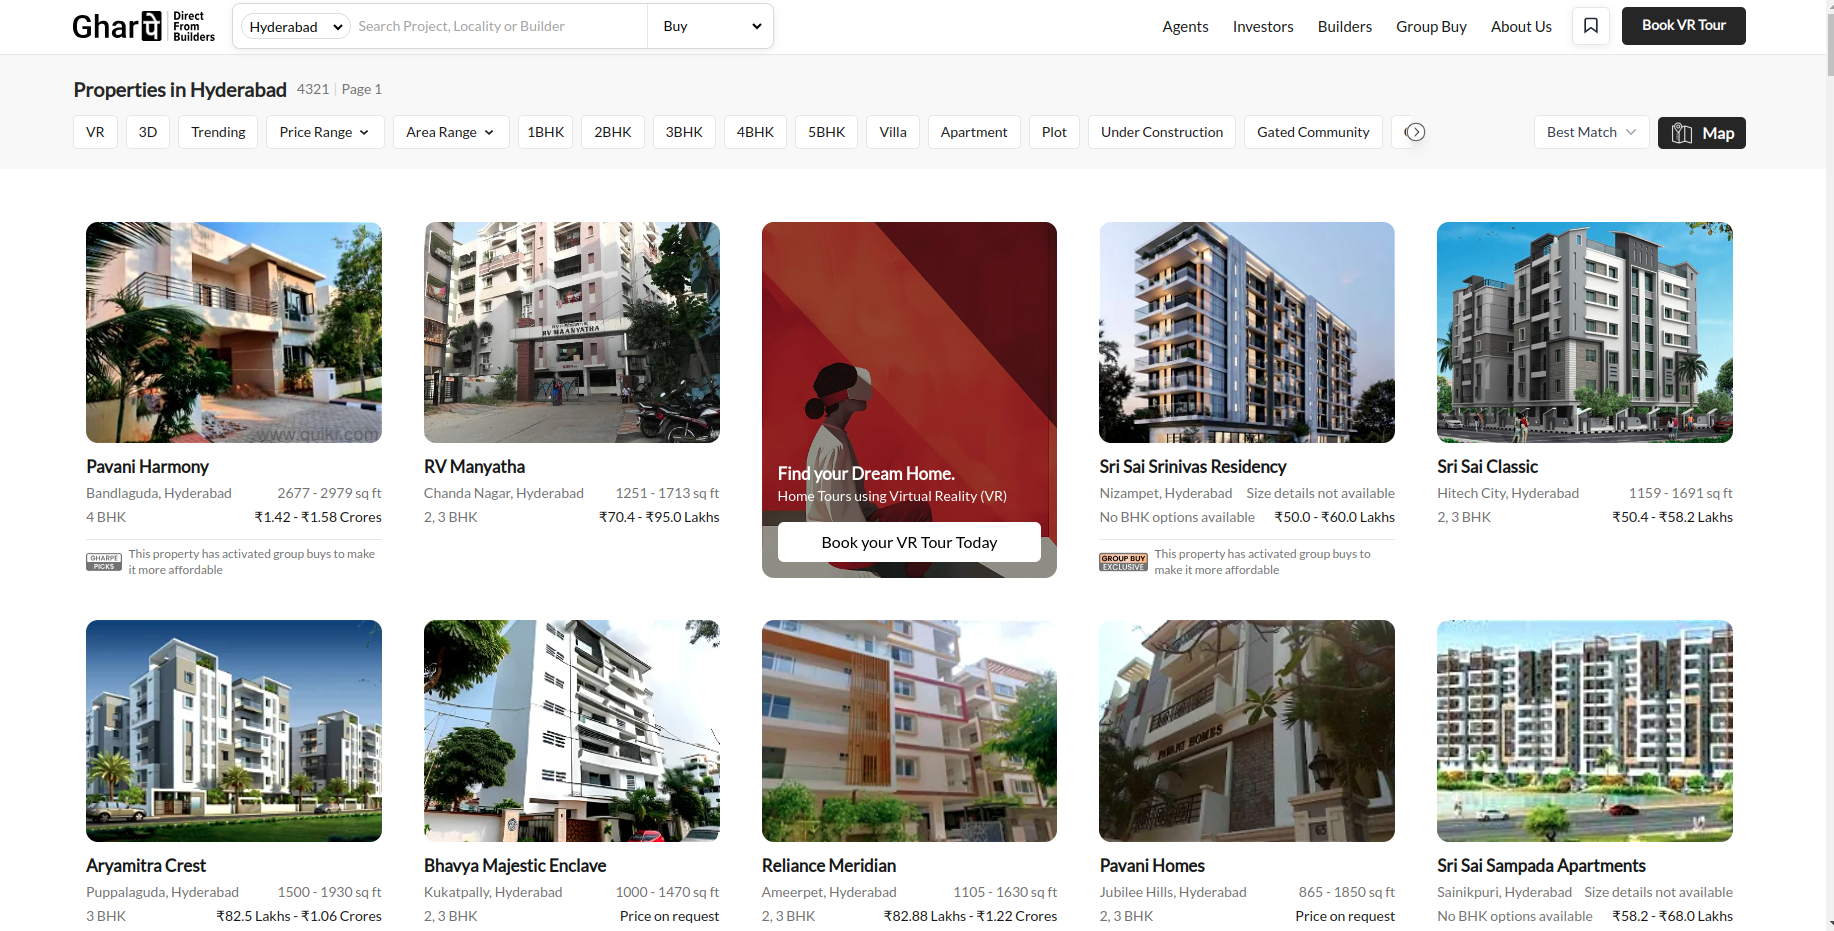 Gharपे
Direct
From
Builders
Hyderabad
Search Project, Locality or Builder
Buy
Agents
Investors
Builders
Group Buy
About Us
Book VR Tour
Properties in Hyderabad 4321 | Page 1
VR
3D
Trending
Price Range
Area Range
1BHK
2BHK
3BHK
4BHK
5BHK
Villa
Apartment
Plot
Under Construction
Gated Community
Best Match
Map
www.quikr.com
Pavani Harmony
Bandlaguda, Hyderabad 2677 - 2979 sq ft
4 BHK ₹1.42 - ₹1.58 Crores
GHARPE
PICKS
This property has activated group buys to make
it more affordable
RV MAANYATHA
RV Manyatha
Chanda Nagar, Hyderabad 1251 - 1713 sq ft
2, 3 BHK ₹70.4 - ₹95.0 Lakhs
Find your Dream Home.
Home Tours using Virtual Reality (VR)
Book your VR Tour Today
Sri Sai Srinivas Residency
Nizampet, Hyderabad Size details not available
No BHK options available ₹50.0 - ₹60.0 Lakhs
GROUP BUY
EXCLUSIVE
This property has activated group buys to
make it more affordable
Sri Sai Classic
Hitech City, Hyderabad 1159 - 1691 sq ft
2, 3 BHK ₹50.4 - ₹58.2 Lakhs
Aryamitra Crest
Puppalaguda, Hyderabad 1500 - 1930 sq ft
3 BHK ₹82.5 Lakhs - ₹1.06 Crores
Bhavya Majestic Enclave
Kukatpally, Hyderabad 1000 - 1470 sq ft
2, 3 BHK Price on request
Reliance Meridian
Ameerpet, Hyderabad 1105 - 1630 sq ft
2, 3 BHK ₹82.88 Lakhs - ₹1.22 Crores
PAVANI HOMES
63
Pavani Homes
Jubilee Hills, Hyderabad 865 - 1850 sq ft
2, 3 BHK Price on request
Sri Sai Sampada Apartments
Sainikpuri, Hyderabad Size details not available
No BHK options available ₹58.2 - ₹68.0 Lakhs